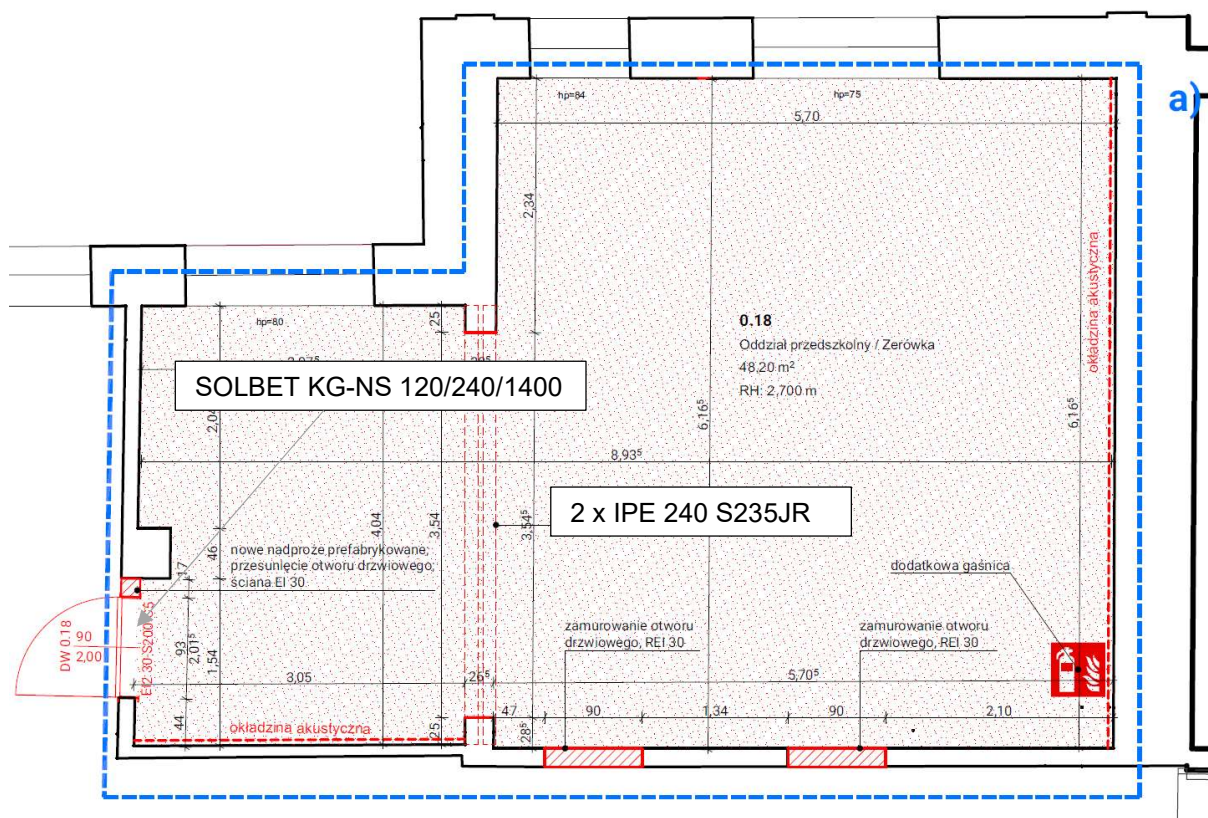 a)
hp=84
hp=75
5,70
2,34
okładzina akustyczna
25
hp=80
0.18
Oddział przedszkolny / Zerówka
48,20 m²
RH: 2,700 m
SOLBET KG-NS 120/240/1400
6,16⁵
6,16⁵
8,93⁵
2 x IPE 240 S235JR
4,04
3,54
3,54⁵
46
17
nowe nadproże prefabrykowane,
przesunięcie otworu drzwiowego,
ściana EI 30
dodatkowa gaśnica
DW 0.18
90
2,00
93
2,01⁵
1,54
zamurowanie otworu
drzwiowego, REI 30
zamurowanie otworu
drzwiowego, REI 30
3,05
26⁵
5,70⁵
47
90
1,34
90
2,10
44
okładzina akustyczna
25
28⁵